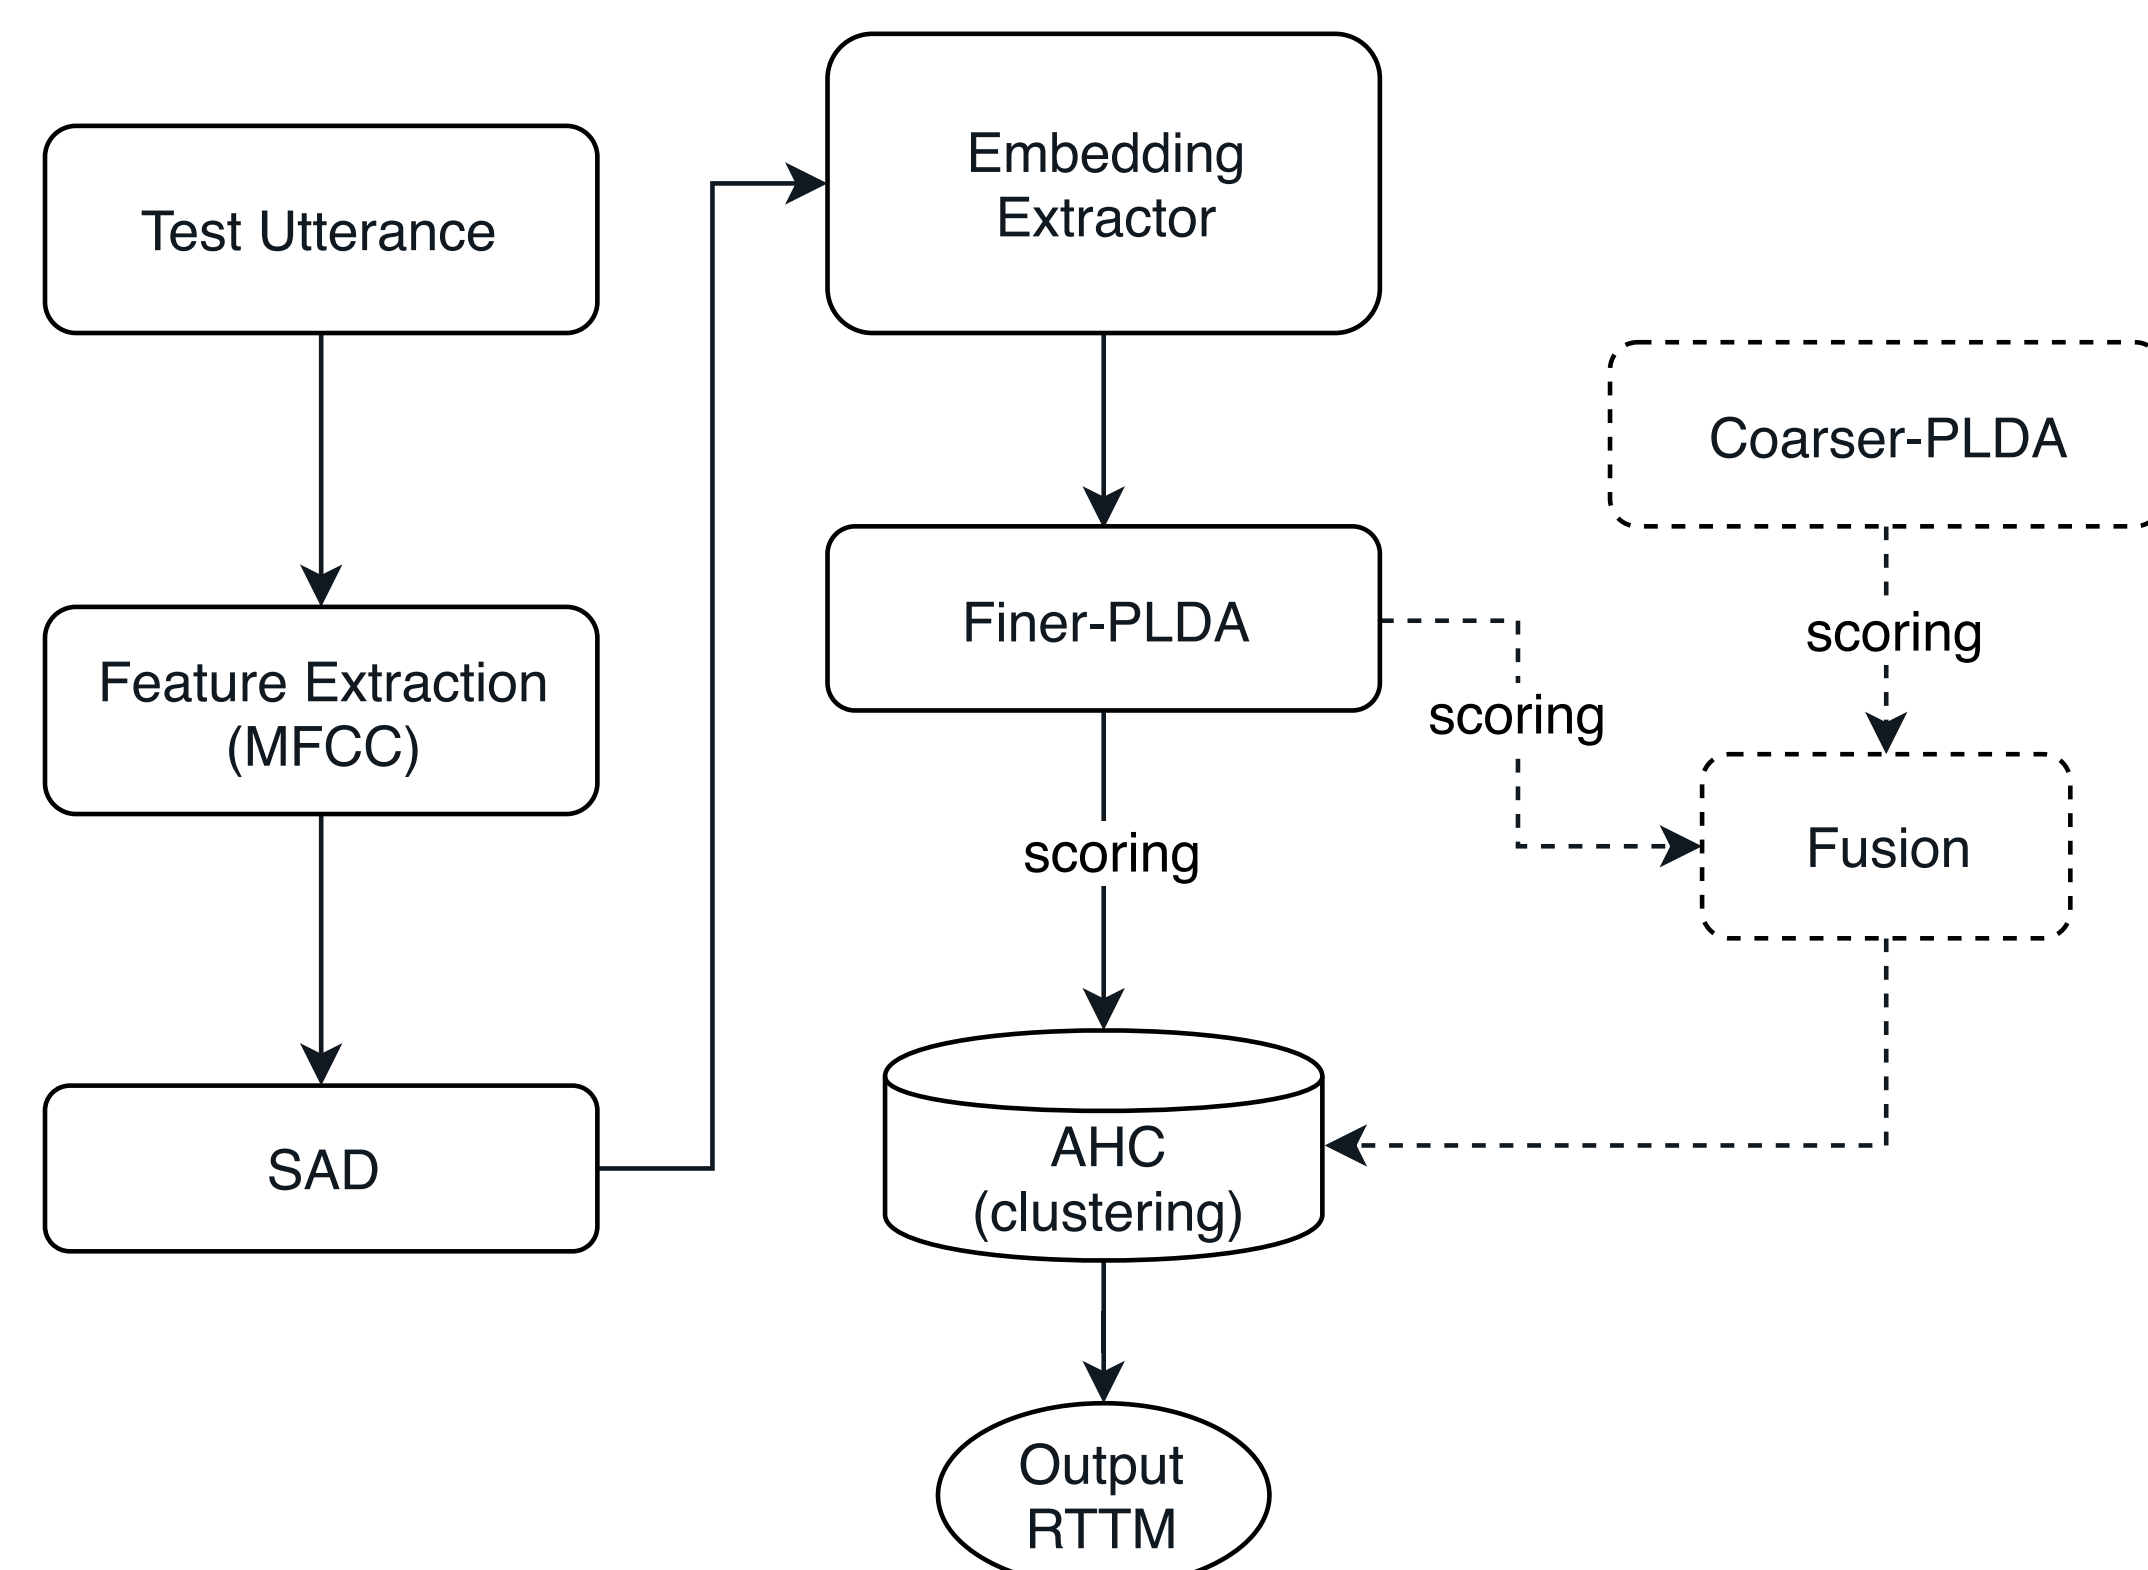 Test Utterance
Feature Extraction
(MFCC)
SAD
Embedding
Extractor
Finer-PLDA
scoring
AHC
(clustering)
Output
RTTM
scoring
Coarser-PLDA
scoring
Fusion